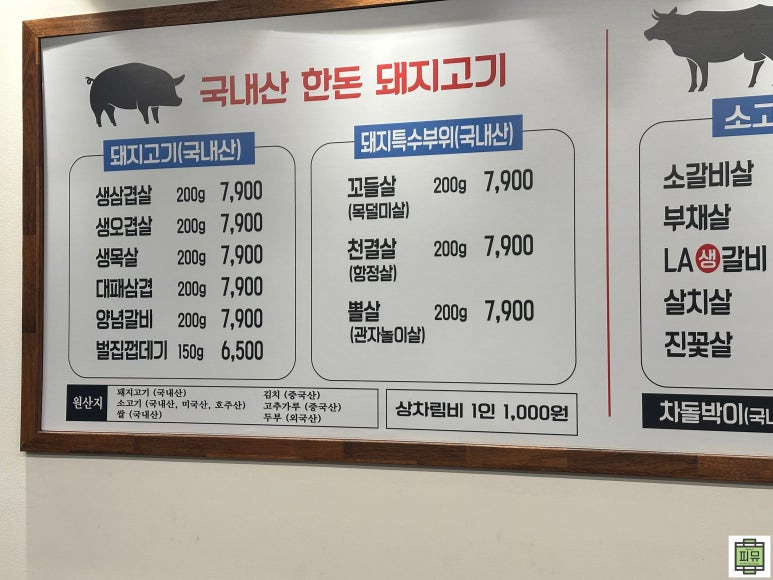 국내산 한돈 돼지고기
돼지고기(국내산)
생삼겹살 200g 7,900
생오겹살 200g 7,900
생목살 200g 7,900
대패삼겹 200g 7,900
양념갈비 200g 7,900
벌집껍데기 150g 6,500
돼지특수부위(국내산)
꼬들살 200g 7,900
(목덜미살)
천결살 200g 7,900
(항정살)
뽈살 200g 7,900
(관자놀이살)
원산지
돼지고기 (국내산)
소고기 (국내산, 미국산, 호주산)
쌀 (국내산)
김치 (중국산)
고추가루 (중국산)
두부 (외국산)
상차림비 1인 1,000원
소고
소갈비살
부채살
LA생갈비
살치살
진꽃살
차돌박이(국내
피뮤